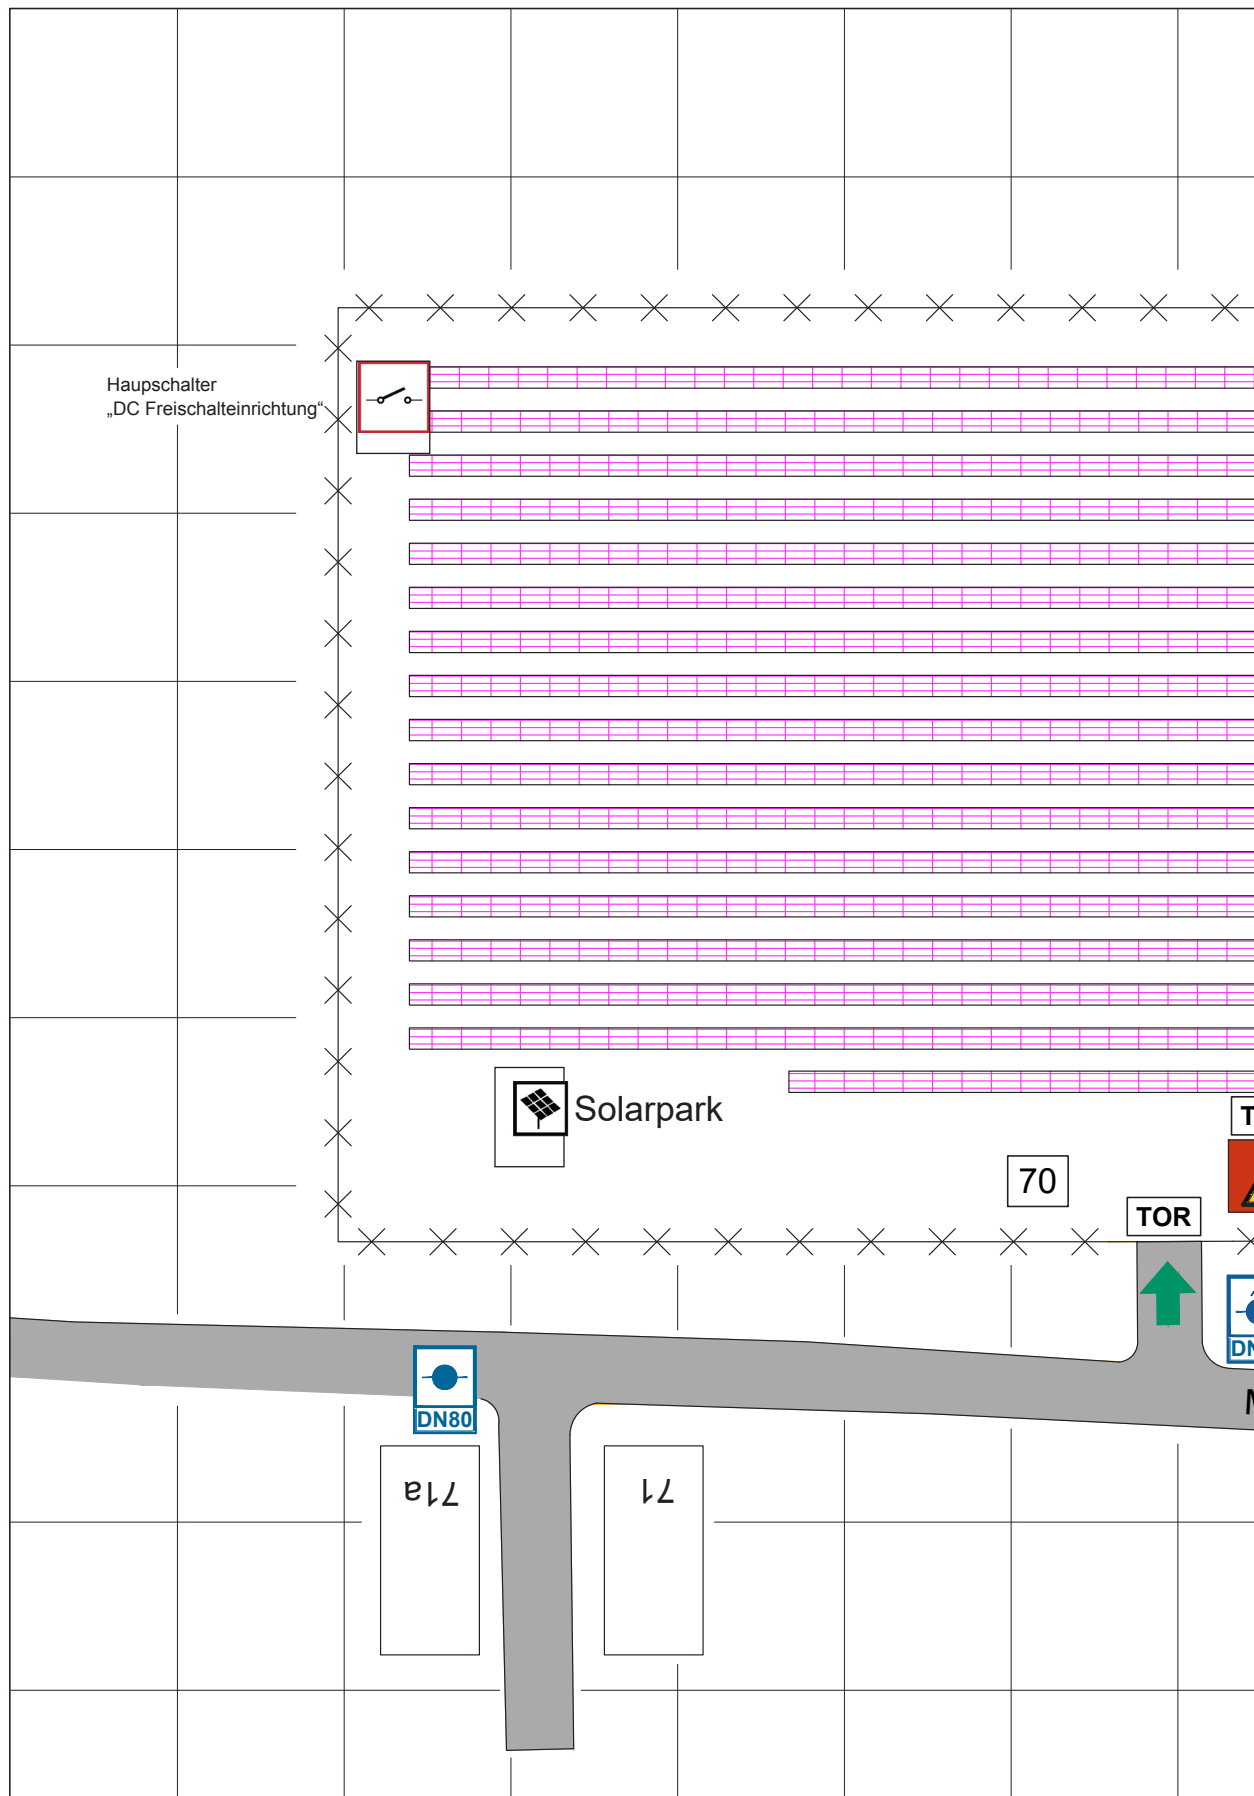 Haupschalter
„DC Freischalteinrichtung“
Solarpark
70
TOR
DN80
71a
71